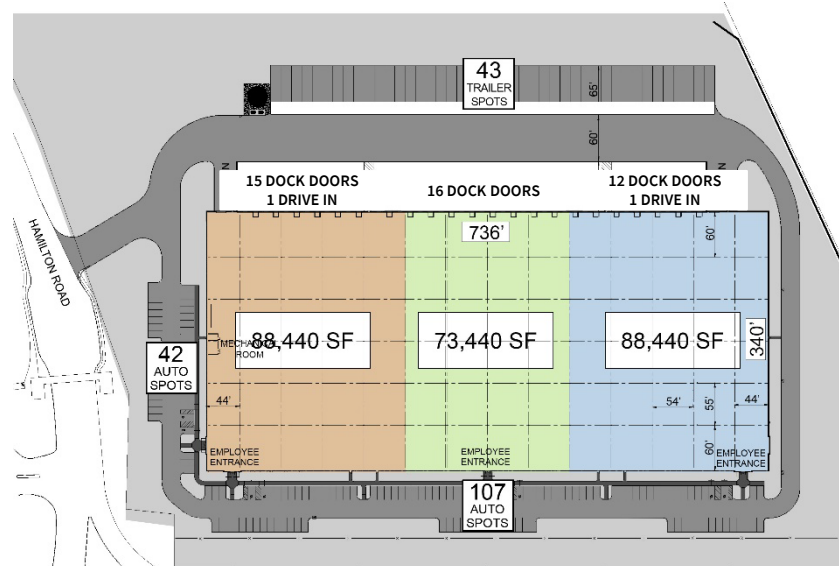 43
TRAILER
SPOTS
65'
60'
N
N
15 DOCK DOORS
1 DRIVE IN
16 DOCK DOORS
12 DOCK DOORS
1 DRIVE IN
HAMILTON ROAD
736'
60'
88,440 SF
MECHANICAL
ROOM
73,440 SF
88,440 SF
340'
42
AUTO
SPOTS
44'
54'
55'
44'
60'
EMPLOYEE
ENTRANCE
EMPLOYEE
ENTRANCE
EMPLOYEE
ENTRANCE
107
AUTO
SPOTS